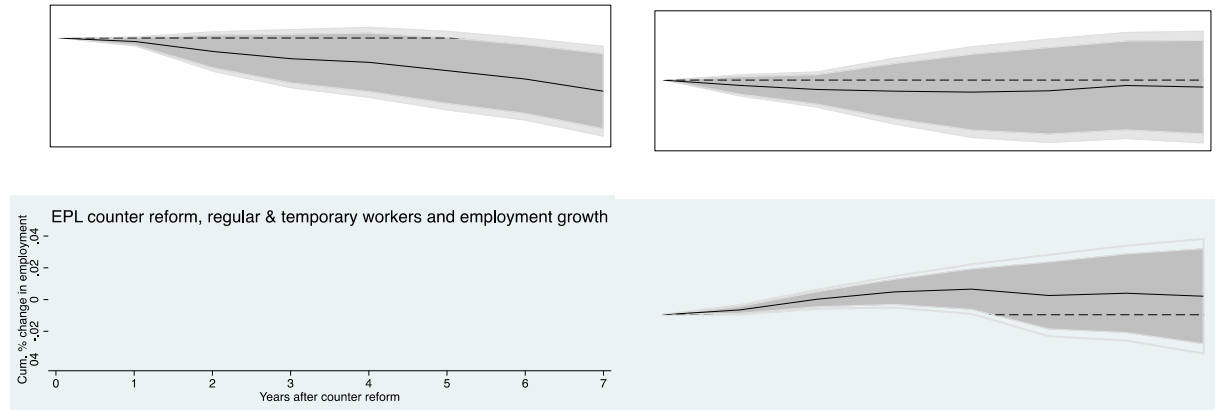 EPL counter reform, regular & temporary workers and employment growth
Cum. % change in employment
.04
.02
0
-.02
04
0 1 2 3 4 5 6 7
Years after counter reform